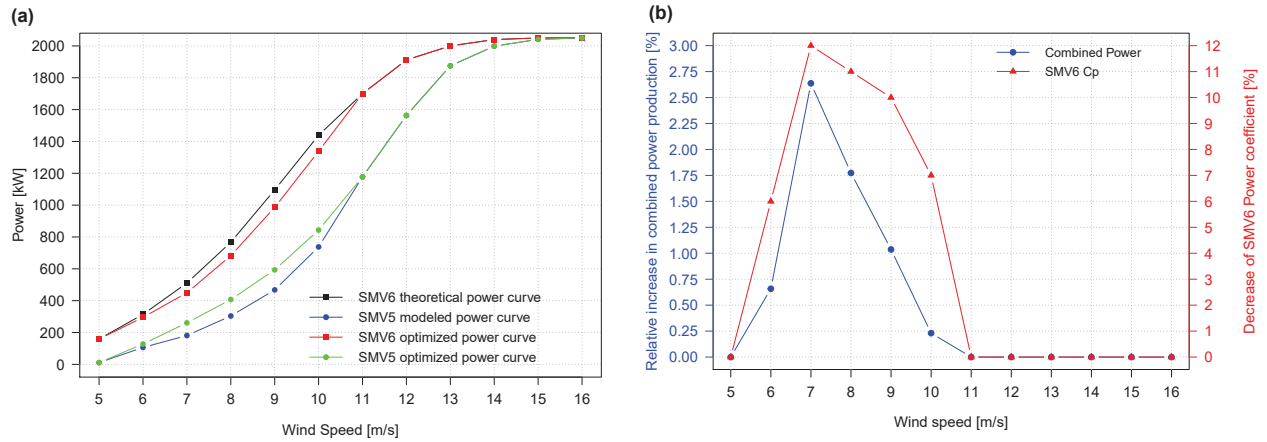 (a)
2000
1800
1600
1400
1200
1000
800
600
400
200
0
Power [kW]
SMV6 theoretical power curve
SMV5 modeled power curve
SMV6 optimized power curve
SMV5 optimized power curve
5 6 7 8 9 10 11 12 13 14 15 16
Wind Speed [m/s]
(b)
Relative increase in combined power production [%]
3.00
2.75
2.50
2.25
2.00
1.75
1.50
1.25
1.00
0.75
0.50
0.25
0.00
Combined Power
SMV6 Cp
12
11
10
9
8
7
6
5
4
3
2
1
0
Decrease of SMV6 Power coefficient [%]
5 6 7 8 9 10 11 12 13 14 15 16
Wind speed [m/s]